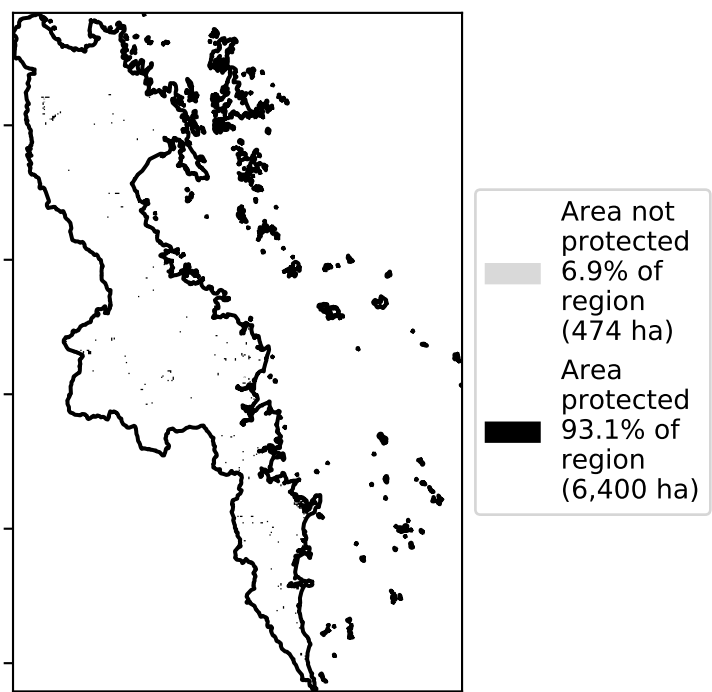 Area not
protected
6.9% of
region
(474 ha)
Area
protected
93.1% of
region
(6,400 ha)